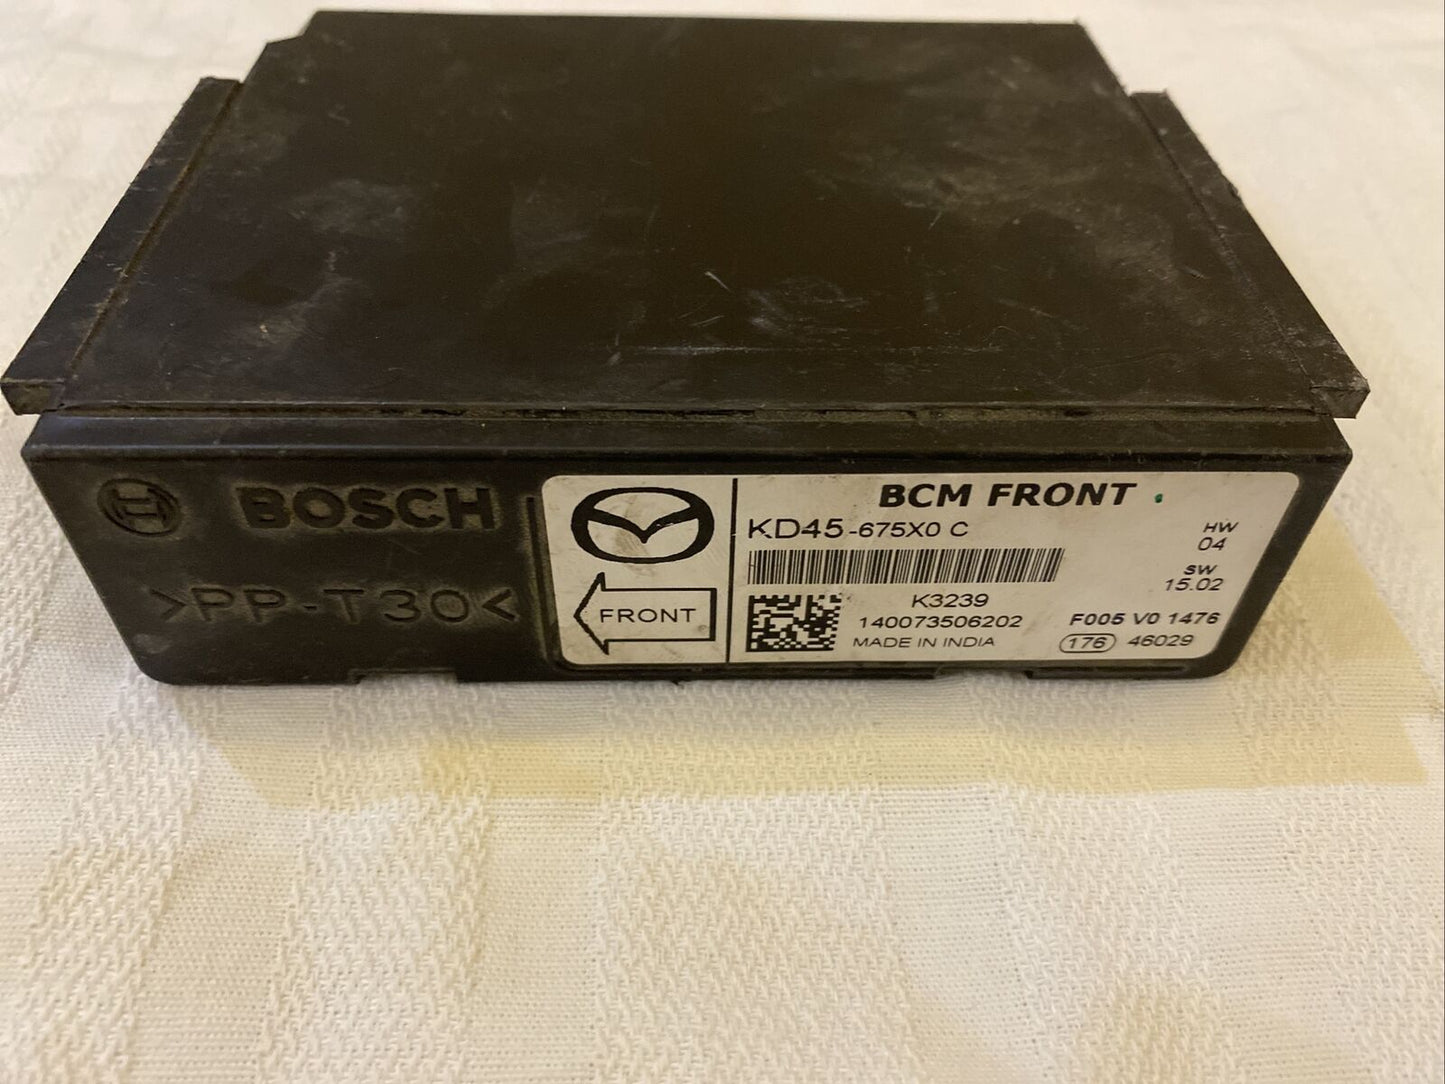 BOSCH
>PP-T30<
FRONT
BCM FRONT
KD45-675X0 C
HW
04
SW
15.02
K3239
140073506202
F005 V0 1476
MADE IN INDIA
176 46029